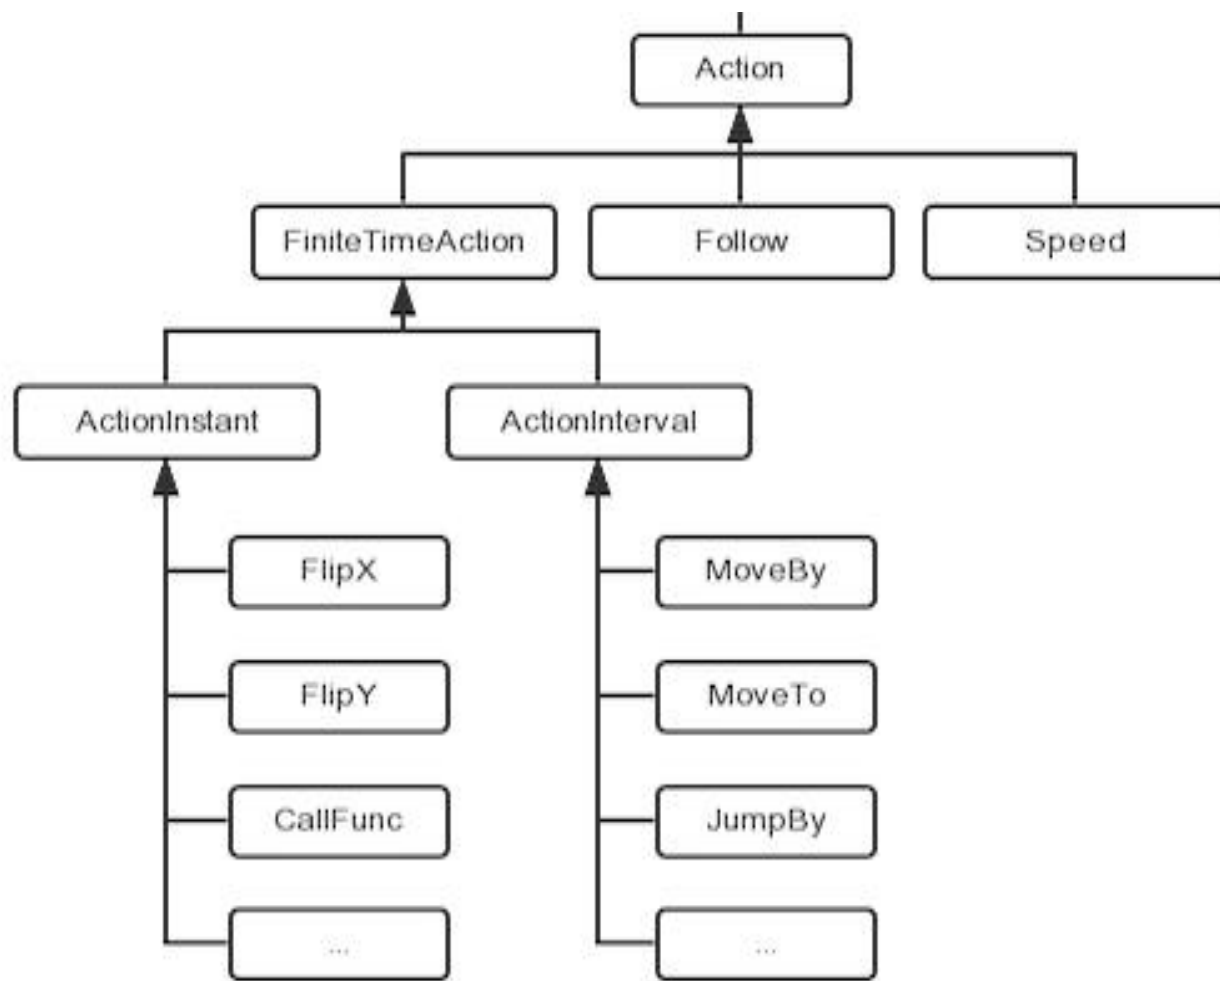 Action
FiniteTimeAction
Follow
Speed
ActionInstant
ActionInterval
FlipX
MoveBy
FlipY
MoveTo
CallFunc
JumpBy
...
...